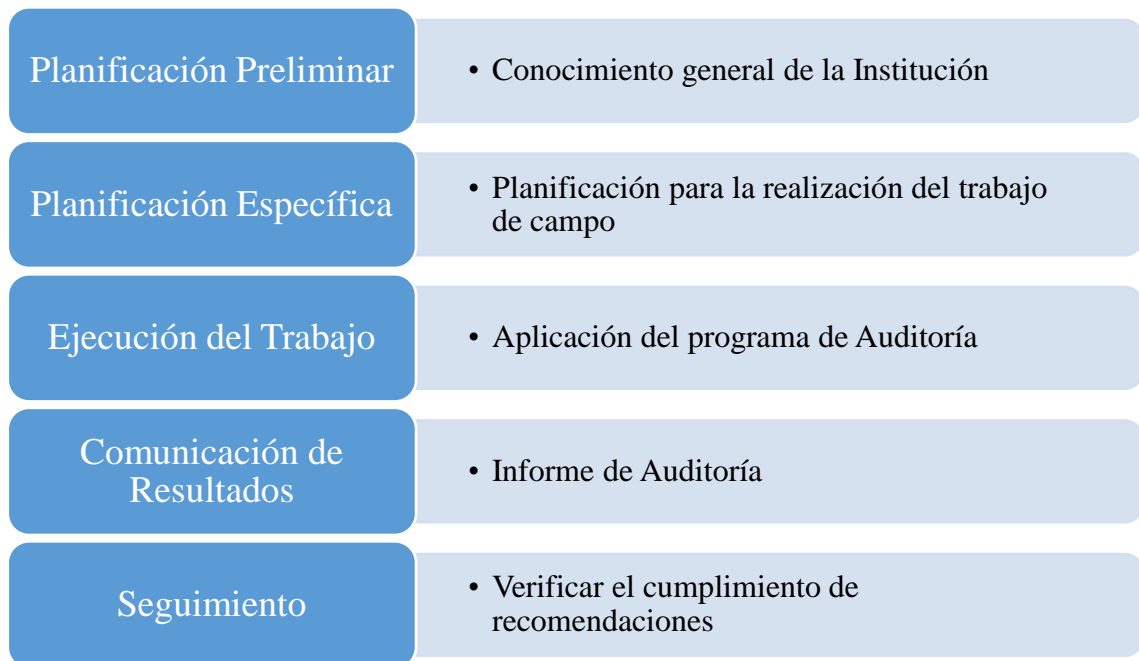 Planificación Preliminar
• Conocimiento general de la Institución
Planificación Específica
• Planificación para la realización del trabajo
de campo
Ejecución del Trabajo
• Aplicación del programa de Auditoría
Comunicación de
Resultados
• Informe de Auditoría
Seguimiento
• Verificar el cumplimiento de
recomendaciones